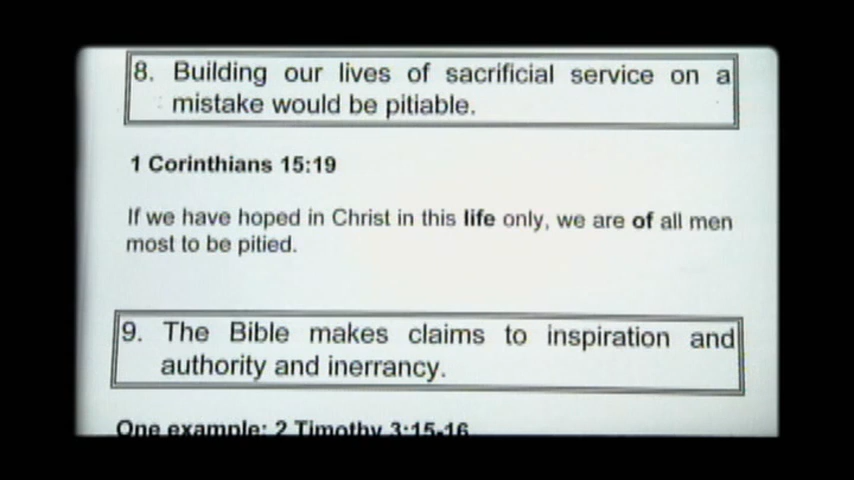 8. Building our lives of sacrificial service on a
mistake would be pitiable.
1 Corinthians 15:19
If we have hoped in Christ in this life only, we are of all men
most to be pitied.
9. The Bible makes claims to inspiration and
authority and inerrancy.
One example: 2 Timothy 3:15-16